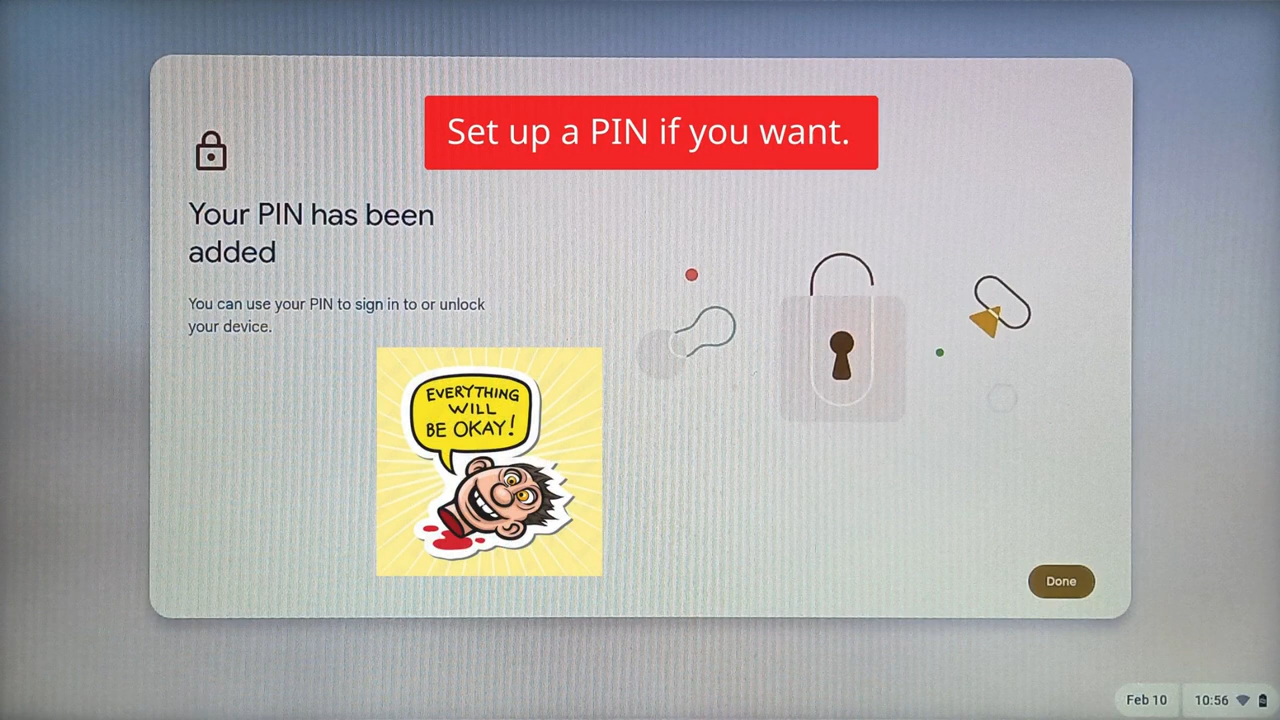 Set up a PIN if you want.
Your PIN has been
added
You can use your PIN to sign in to or unlock
your device.
EVERYTHING
WILL
BE OKAY!
Done
Feb 10
10:56